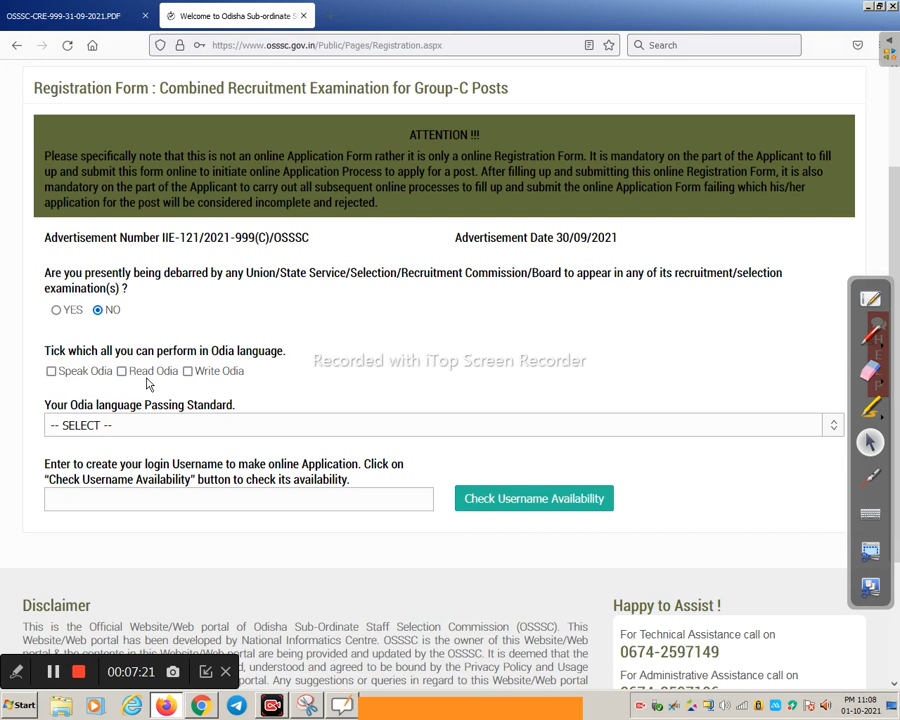 OSSSC-CRE-999-31-09-2021.PDF
Welcome to Odisha Sub-ordinate S
https://www.osssc.gov.in/Public/Pages/Registration.aspx
Search
Registration Form : Combined Recruitment Examination for Group-C Posts
ATTENTION !!!
Please specifically note that this is not an online Application Form rather it is only a online Registration Form. It is mandatory on the part of the Applicant to fill
up and submit this form online to initiate online Application Process to apply for a post. After filling up and submitting this online Registration Form, it is also
mandatory on the part of the Applicant to carry out all subsequent online processes to fill up and submit the online Application Form failing which his/her
application for the post will be considered incomplete and rejected.
Advertisement Number IIE-121/2021-999(C)/OSSSC
Advertisement Date 30/09/2021
Are you presently being debarred by any Union/State Service/Selection/Recruitment Commission/Board to appear in any of its recruitment/selection
examination(s) ?
YES NO
Tick which all you can perform in Odia language.
Recorded with iTop Screen Recorder
Speak Odia Read Odia Write Odia
Your Odia language Passing Standard.
-- SELECT --
Enter to create your login Username to make online Application. Click on
"Check Username Availability" button to check its availability.
Check Username Availability
HELP
Disclaimer
This is the Official Website/Web portal of Odisha Sub-Ordinate Staff Selection Commission (OSSSC). This
Website/Web portal has been developed by National Informatics Centre. OSSSC is the owner of this Website/Web
portal & the contents in this Website/Web portal are being provided and updated by the OSSSC. It is deemed that the
d, understood and agreed to be bound by the Privacy Policy and Usage
portal. Any suggestions or queries in regard to this Website/Web portal
Happy to Assist !
For Technical Assistance call on
0674-2597149
For Administrative Assistance call on
00:07:21
Start
PM 11:08
01-10-2021